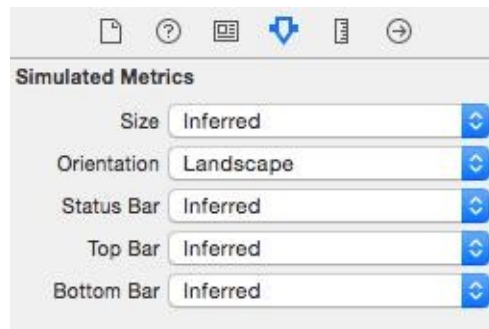 Simulated Metrics
Size Inferred
Orientation Landscape
Status Bar Inferred
Top Bar Inferred
Bottom Bar Inferred